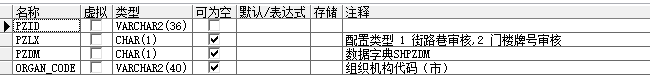 名称 虚拟 类型 可为空 默认/表达式 存储 注释
PZID VARCHAR2(36)
PZLX CHAR(1) 配置类型 1 街路巷审核,2 门楼牌号审核
PZDM CHAR(1) 数据字典SHPZDM
ORGAN_CODE VARCHAR2(40) 组织机构代码（市）